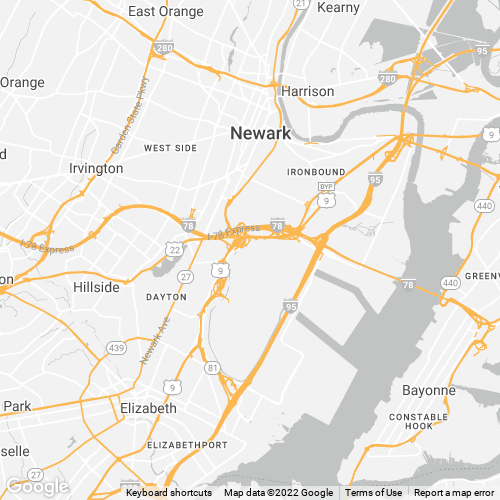 East Orange
Kearny
21
280
95
Orange
Garden State Pkwy
280
Harrison
Newark
9
WEST SIDE
IRONBOUND
Irvington
95
BYP
9
78
I-78 Express
78
I-78 Express
22
9
27
78
440
GREENV
440
Hillside
DAYTON
95
Newark Ave
439
81
9
Bayonne
Park
Elizabeth
CONSTABLE
HOOK
ELIZABETHPORT
selle
27
Google
Keyboard shortcuts
Map data ©2022 Google
Terms of Use
Report a map error